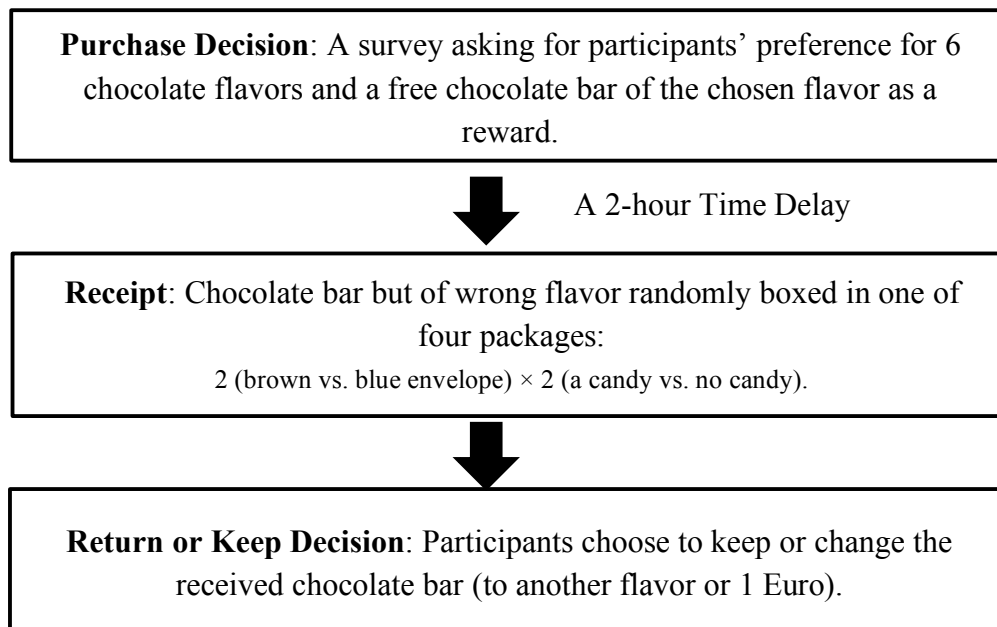 Purchase Decision: A survey asking for participants’ preference for 6
chocolate flavors and a free chocolate bar of the chosen flavor as a
reward.
A 2-hour Time Delay
Receipt: Chocolate bar but of wrong flavor randomly boxed in one of
four packages:
2 (brown vs. blue envelope) × 2 (a candy vs. no candy).
Return or Keep Decision: Participants choose to keep or change the
received chocolate bar (to another flavor or 1 Euro).